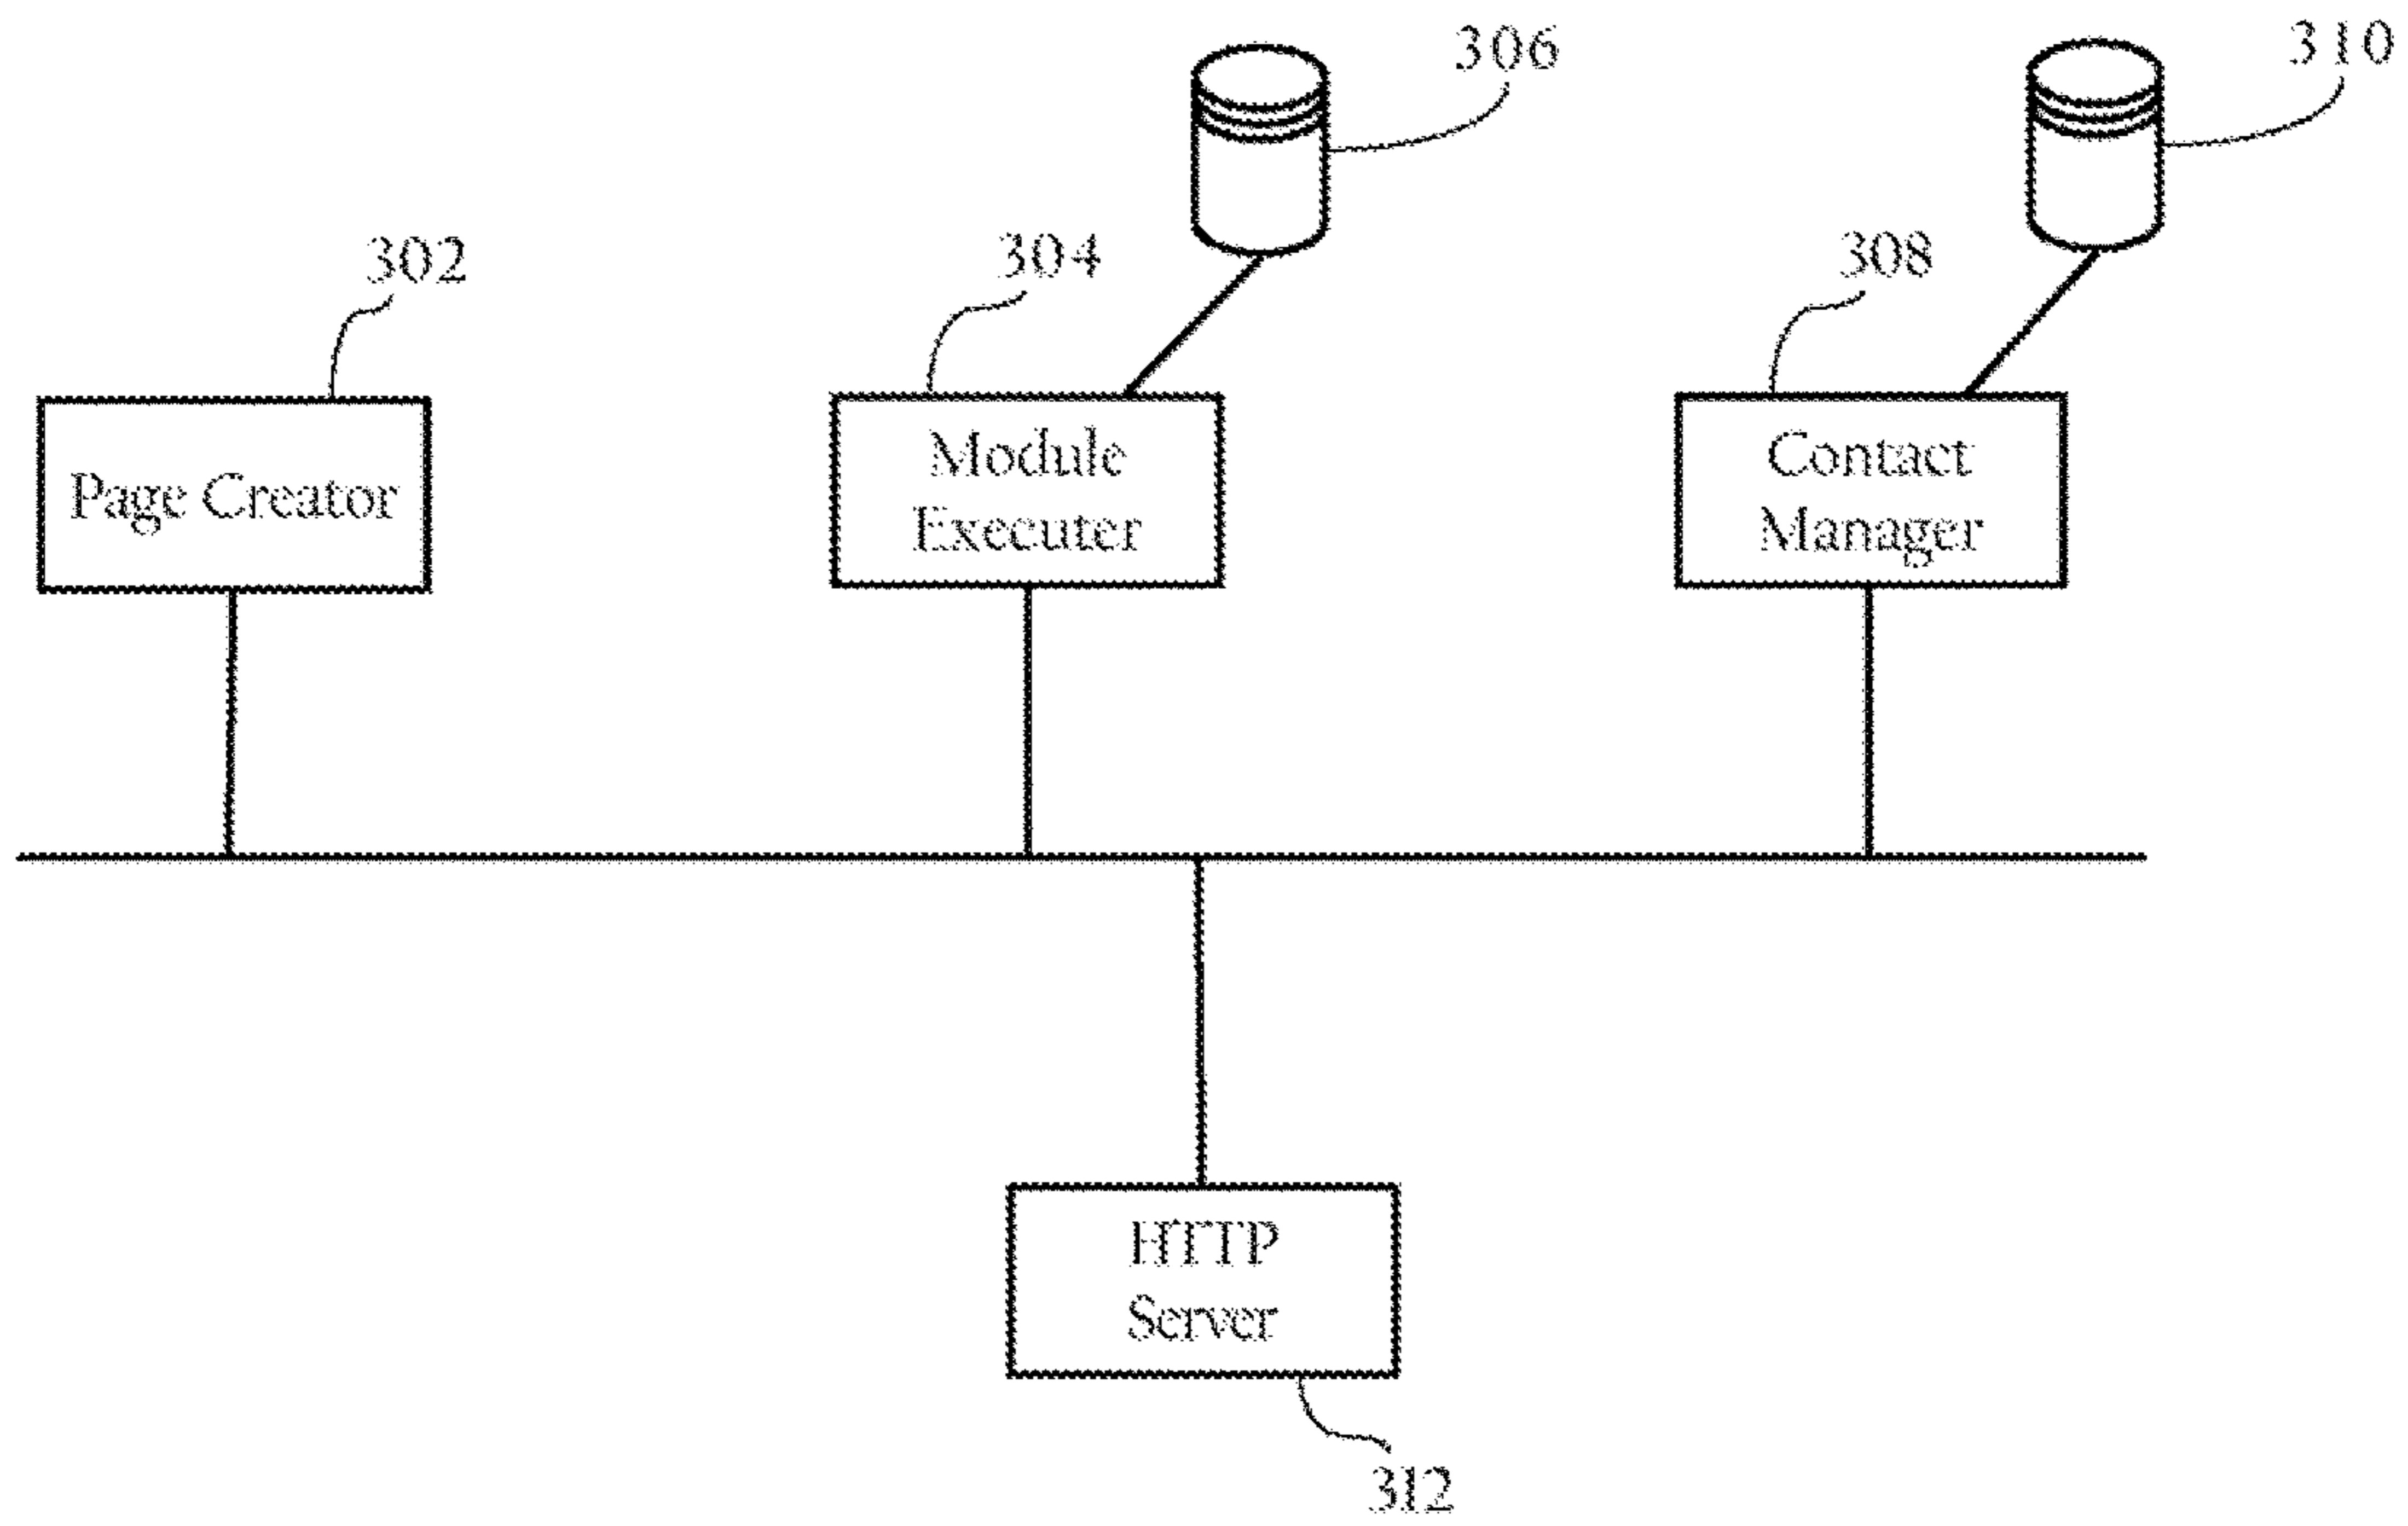 306
310
302
304
308
Page Creator
Module
Executer
Contact
Manager
HTTP
Server
312